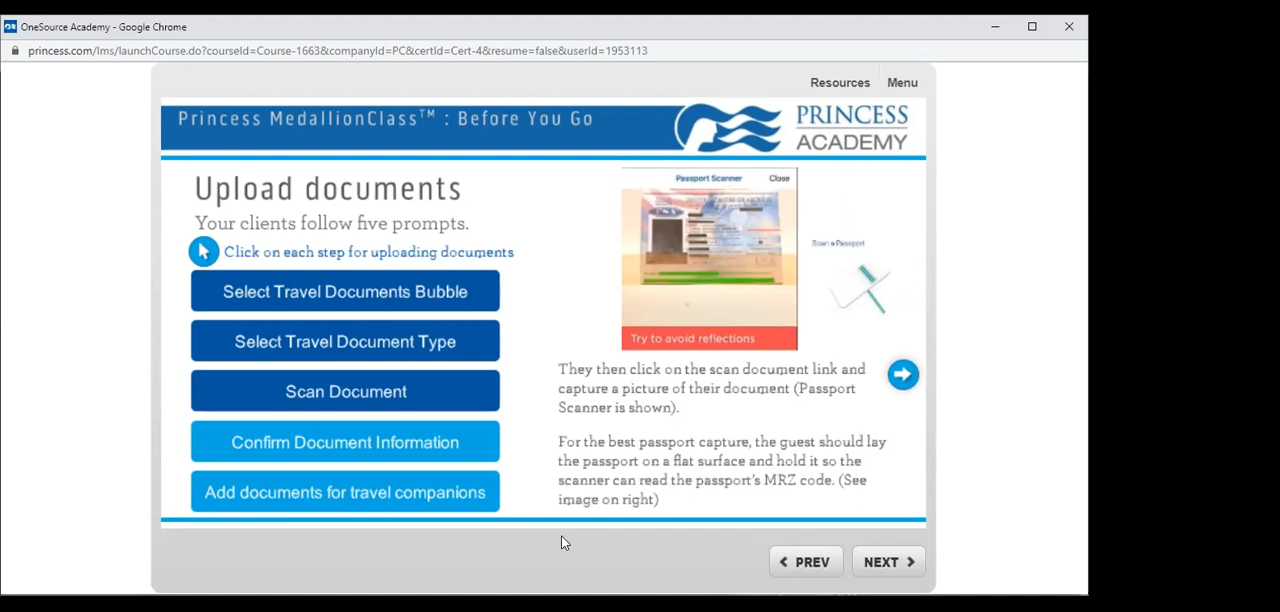 OneSource Academy - Google Chrome
princess.com/lms/launchCourse.do?courseId=Course-1663&companyId=PC&certId=Cert-4&resume=false&userId=1953113
Resources Menu
Princess MedallionClass™ : Before You Go
PRINCESS
ACADEMY
Upload documents
Your clients follow five prompts.
Click on each step for uploading documents
Select Travel Documents Bubble
Select Travel Document Type
Scan Document
Confirm Document Information
Add documents for travel companions
Passport Scanner Close
USA
Try to avoid reflections
Scan a Passport
They then click on the scan document link and
capture a picture of their document (Passport
Scanner is shown).
For the best passport capture, the guest should lay
the passport on a flat surface and hold it so the
scanner can read the passport's MRZ code. (See
image on right)
PREV NEXT